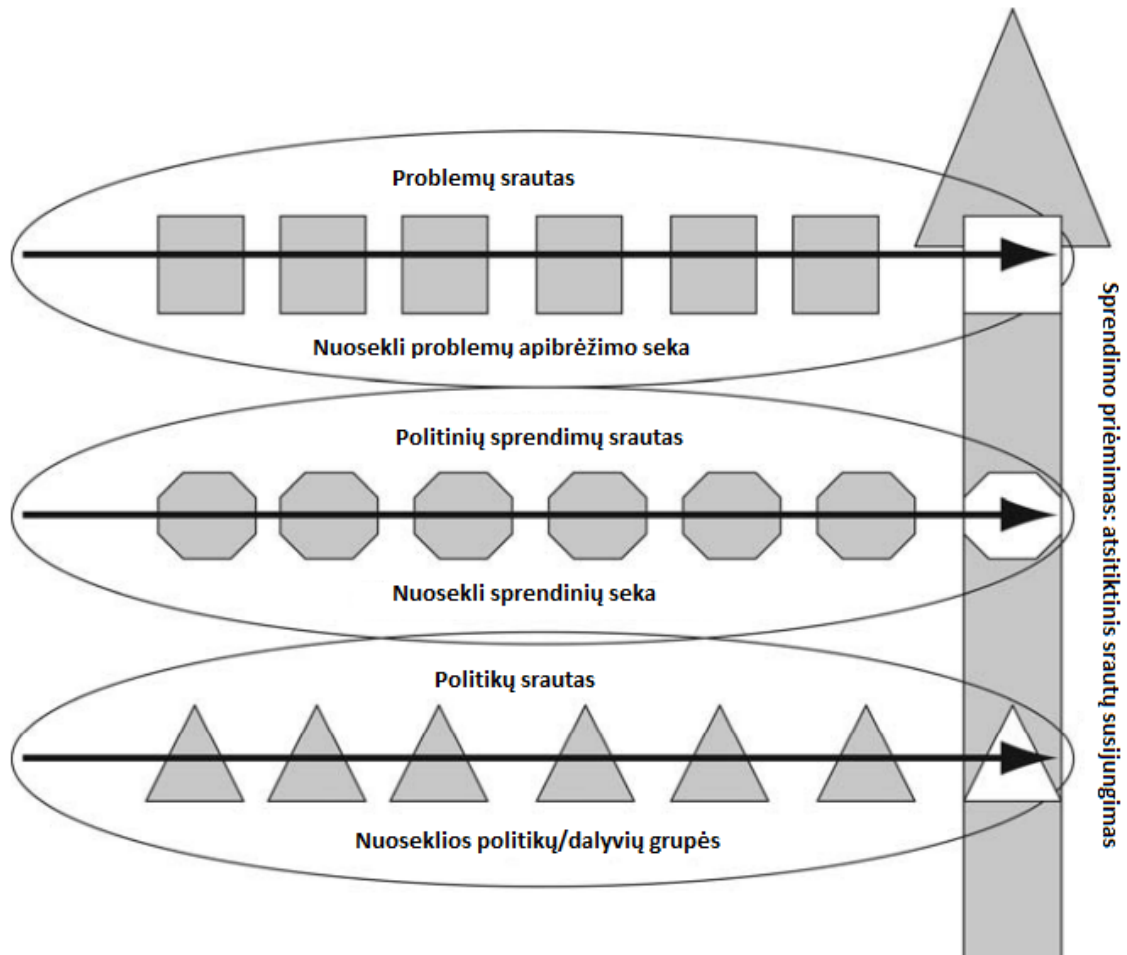 Problemų srautas
Nuosekli problemų apibrėžimo seka
Politinių sprendimų srautas
Nuosekli sprendinių seka
Politikų srautas
Nuoseklios politikų/dalyvių grupės
Sprendimo priėmimas: atsitiktinis srautų susijungimas